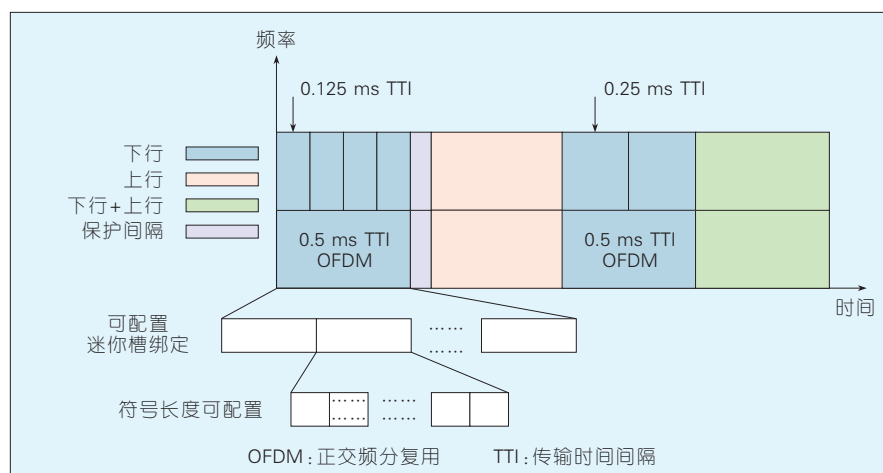 频率
0.125 ms TTI
0.25 ms TTI
下行
上行
下行+上行
保护间隔
0.5 ms TTI
OFDM
0.5 ms TTI
OFDM
时间
可配置
迷你槽绑定
……
……
符号长度可配置
……
……
……
……
OFDM:正交频分复用 TTI:传输时间间隔